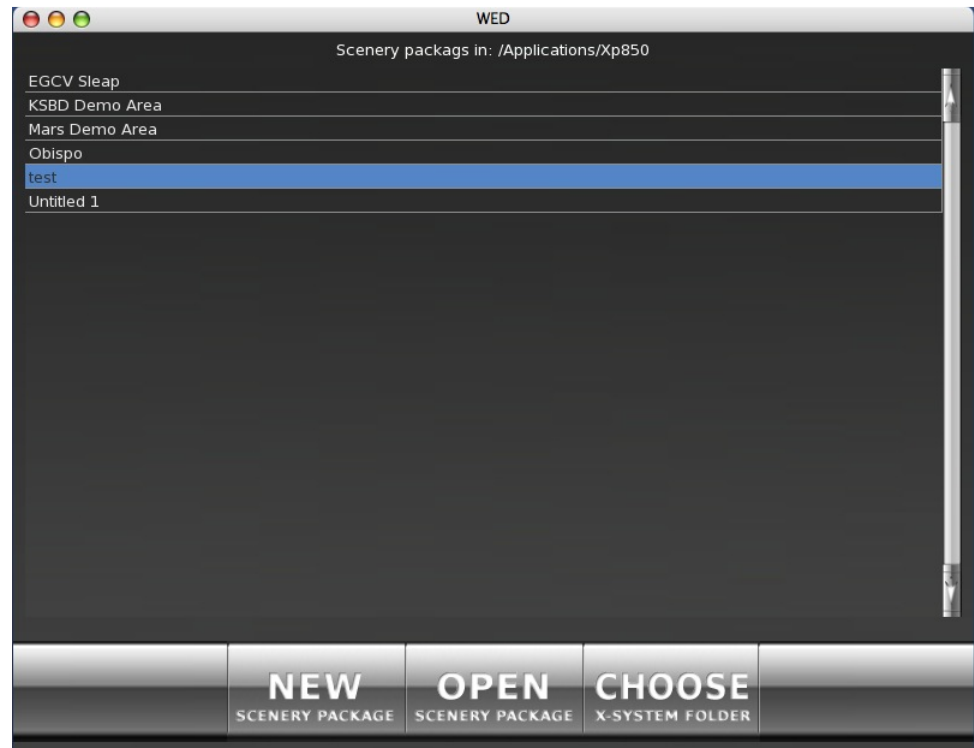 WED
Scenery packags in: /Applications/Xp850
EGCV Sleap
KSBD Demo Area
Mars Demo Area
Obispo
test
Untitled 1
NEW
SCENERY PACKAGE
OPEN
SCENERY PACKAGE
CHOOSE
X-SYSTEM FOLDER